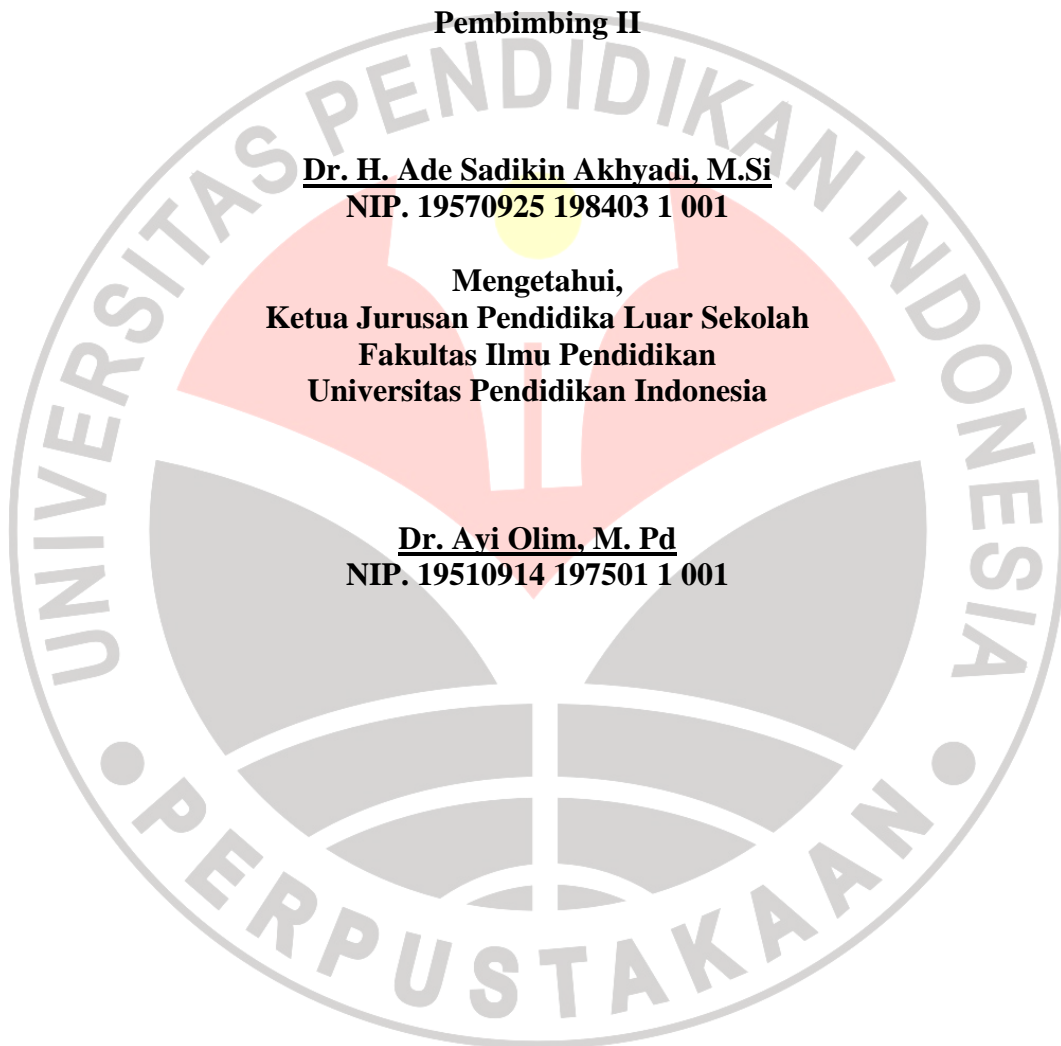 Pembimbing II
Dr. H. Ade Sadikin Akhyadi, M.Si
NIP. 19570925 198403 1 001
Mengetahui,
Ketua Jurusan Pendidika Luar Sekolah
Fakultas Ilmu Pendidikan
Universitas Pendidikan Indonesia
Dr. Ayi Olim, M. Pd
NIP. 19510914 197501 1 001
UNIVERSITAS PENDIDIKAN INDONESIA
PERPUSTAKAAN